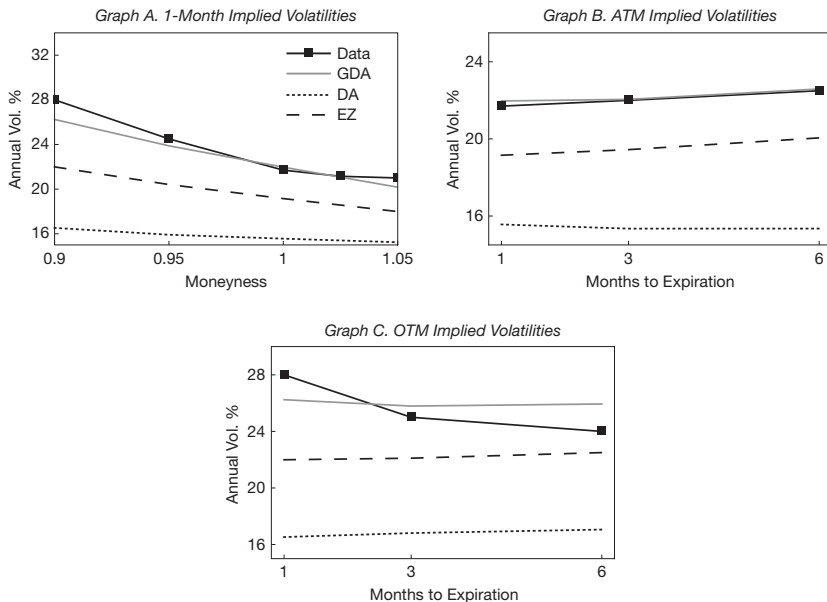 Graph A. 1-Month Implied Volatilities
Annual Vol. %
32
28
24
20
16
0.9
0.95
1
1.05
Moneyness
Data
GDA
DA
EZ
Graph B. ATM Implied Volatilities
Annual Vol. %
24
20
16
1
3
6
Months to Expiration
Graph C. OTM Implied Volatilities
Annual Vol. %
28
24
20
16
1
3
6
Months to Expiration